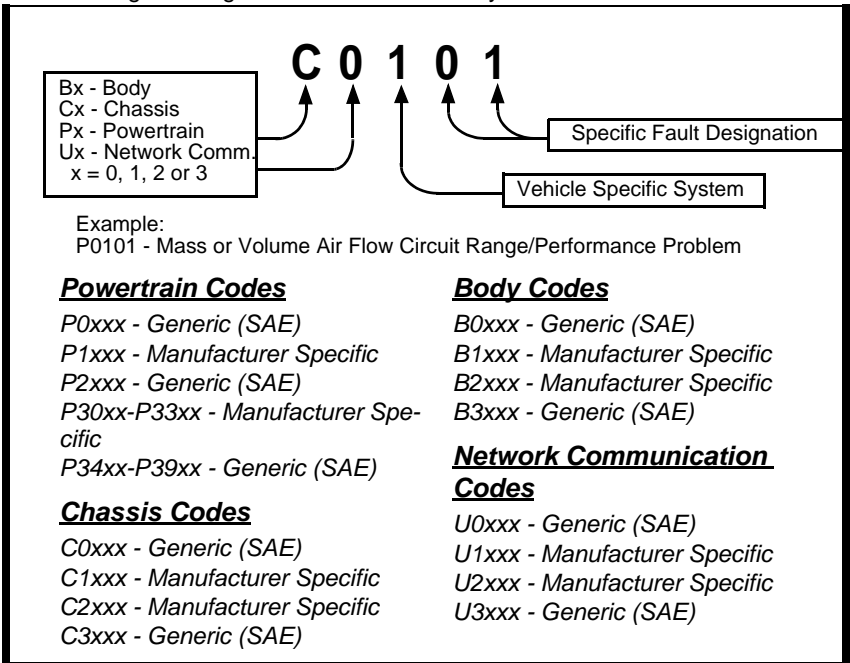 C 0 1 0 1
Bx - Body
Cx - Chassis
Px - Powertrain
Ux - Network Comm.
x = 0, 1, 2 or 3
Specific Fault Designation
Vehicle Specific System
Example:
P0101 - Mass or Volume Air Flow Circuit Range/Performance Problem
Powertrain Codes
P0xxx - Generic (SAE)
P1xxx - Manufacturer Specific
P2xxx - Generic (SAE)
P30xx-P33xx - Manufacturer Spe-
cific
P34xx-P39xx - Generic (SAE)
Chassis Codes
C0xxx - Generic (SAE)
C1xxx - Manufacturer Specific
C2xxx - Manufacturer Specific
C3xxx - Generic (SAE)
Body Codes
B0xxx - Generic (SAE)
B1xxx - Manufacturer Specific
B2xxx - Manufacturer Specific
B3xxx - Generic (SAE)
Network Communication
Codes
U0xxx - Generic (SAE)
U1xxx - Manufacturer Specific
U2xxx - Manufacturer Specific
U3xxx - Generic (SAE)